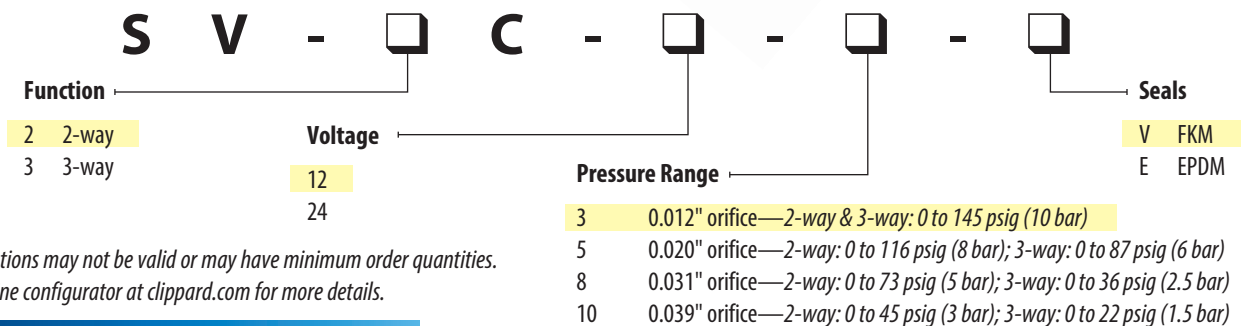 S V - ❑ C - ❑ - ❑ - ❑
Function
2 2-way
3 3-way
Voltage
12
24
Pressure Range
3 0.012" orifice—2-way & 3-way: 0 to 145 psig (10 bar)
5 0.020" orifice—2-way: 0 to 116 psig (8 bar); 3-way: 0 to 87 psig (6 bar)
8 0.031" orifice—2-way: 0 to 73 psig (5 bar); 3-way: 0 to 36 psig (2.5 bar)
10 0.039" orifice—2-way: 0 to 45 psig (3 bar); 3-way: 0 to 22 psig (1.5 bar)
Seals
V FKM
E EPDM
tions may not be valid or may have minimum order quantities.
ne configurator at clippard.com for more details.